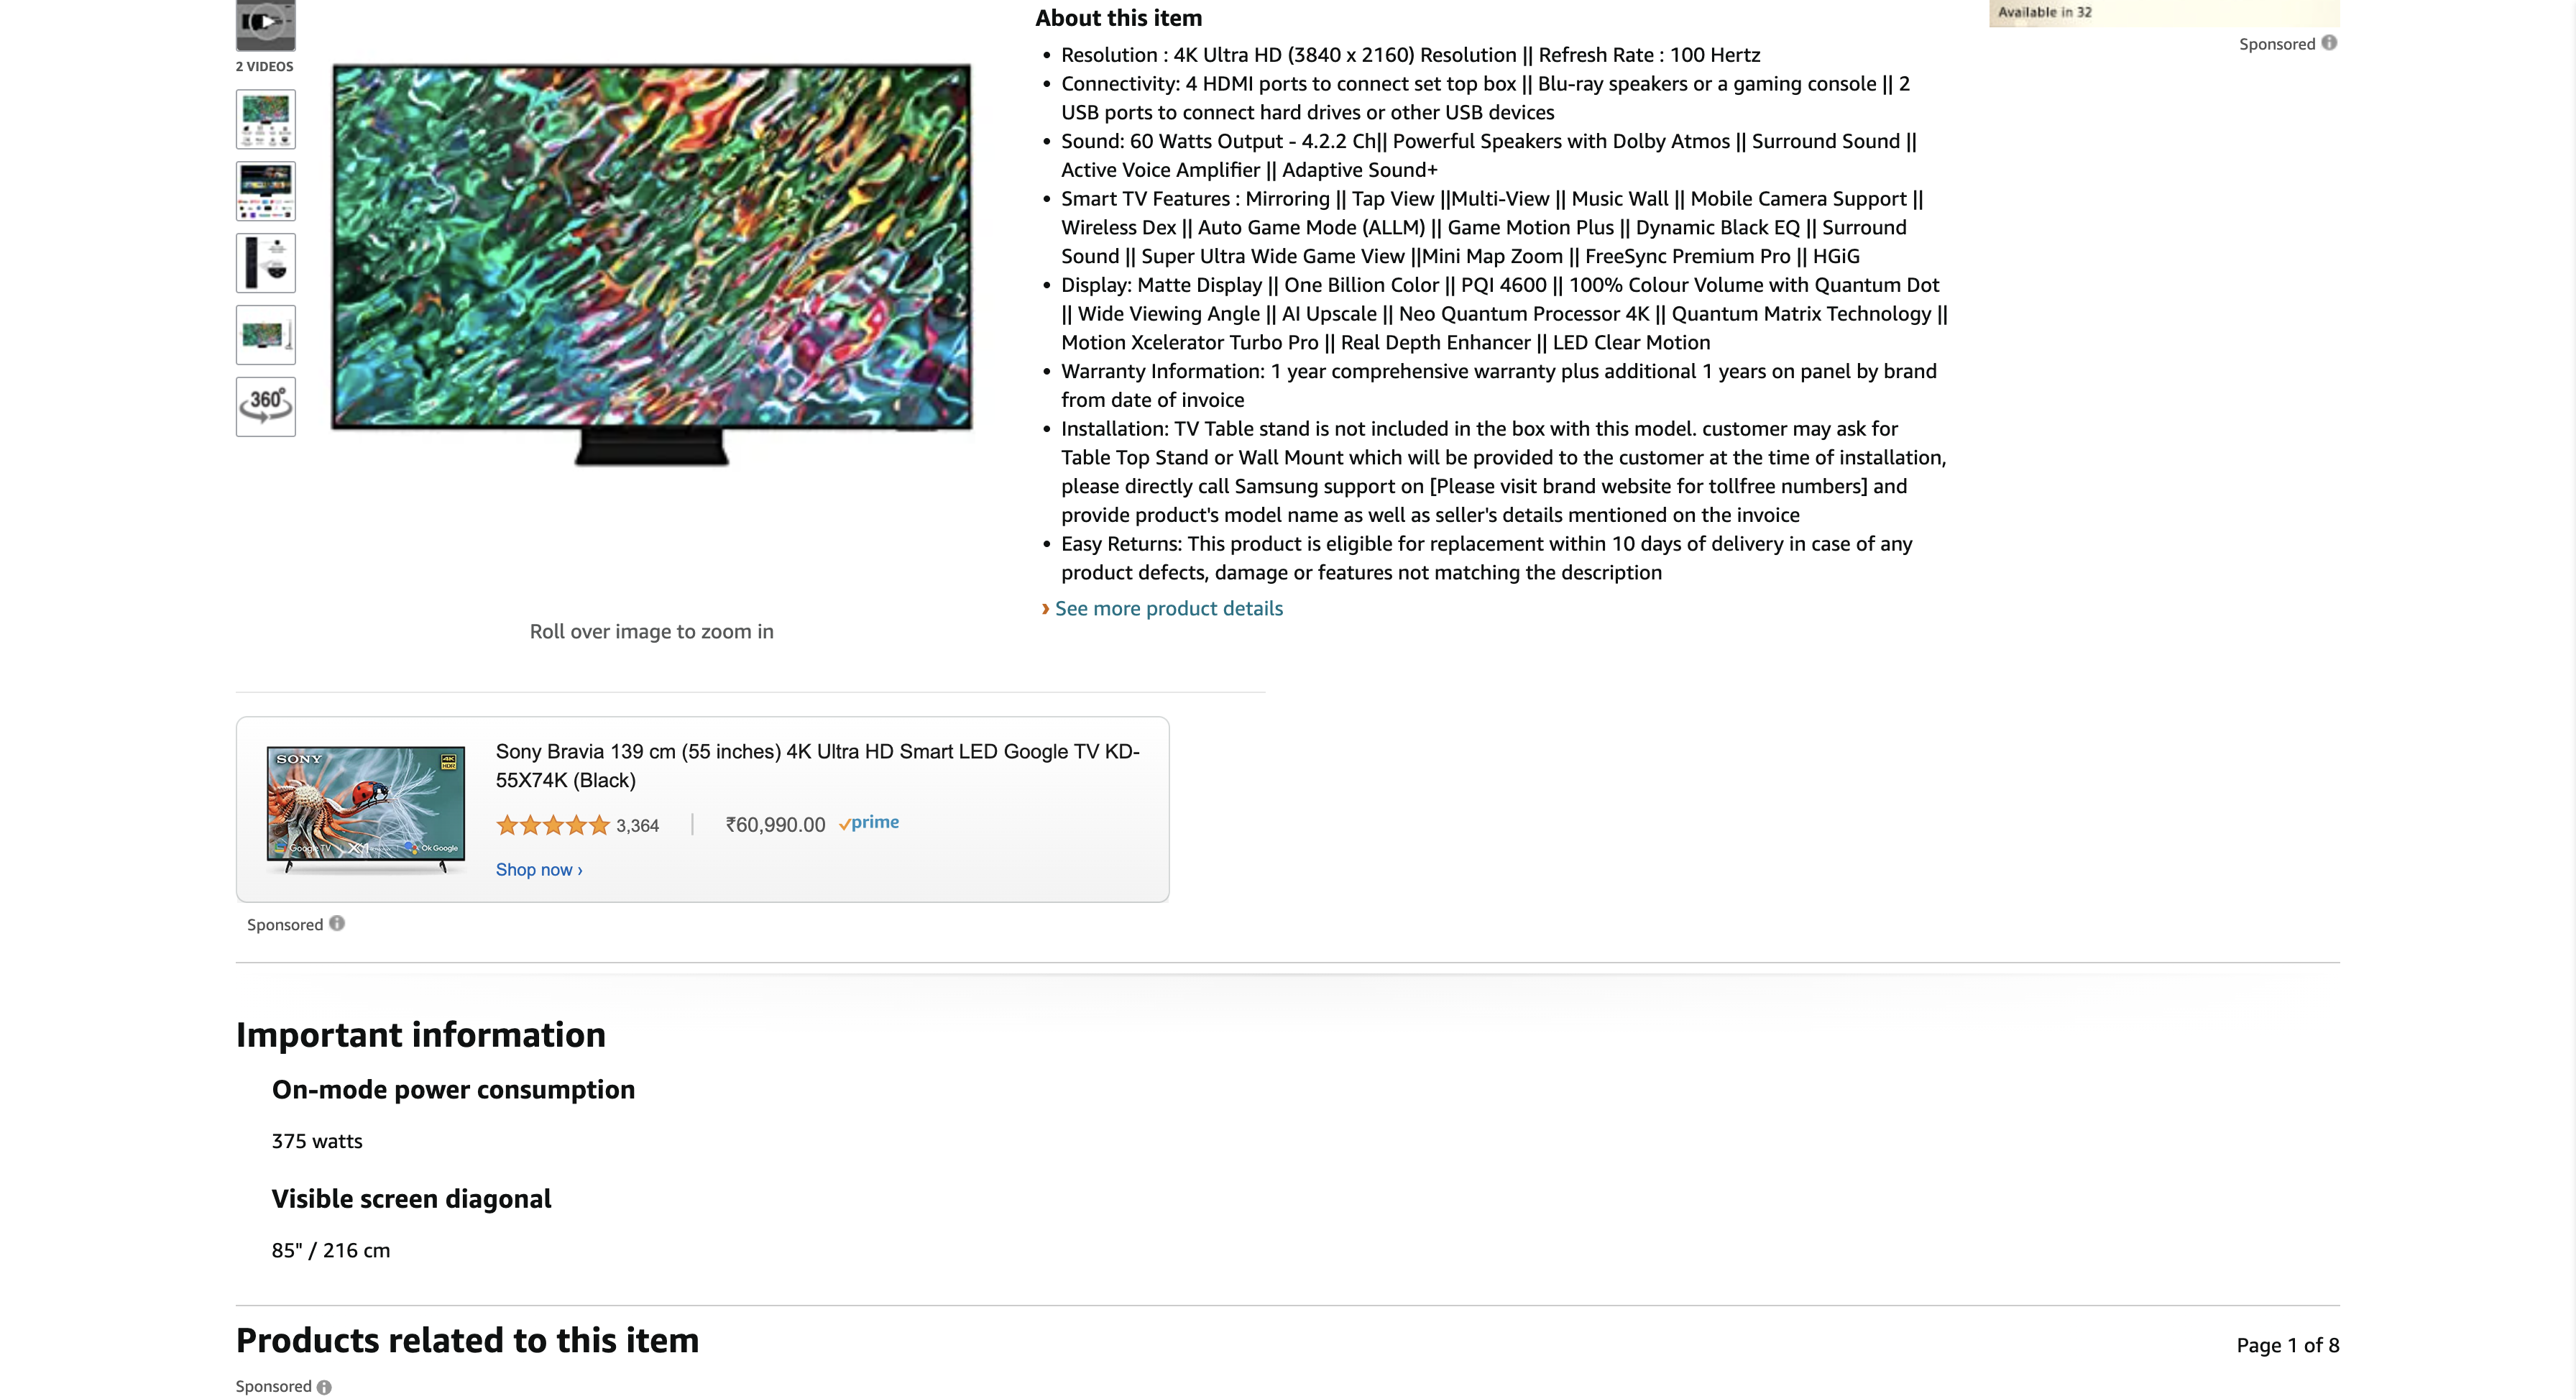 2 VIDEOS
360°
Roll over image to zoom in
About this item
Resolution : 4K Ultra HD (3840 x 2160) Resolution || Refresh Rate : 100 Hertz
Connectivity: 4 HDMI ports to connect set top box || Blu-ray speakers or a gaming console || 2
USB ports to connect hard drives or other USB devices
Sound: 60 Watts Output - 4.2.2 Ch|| Powerful Speakers with Dolby Atmos || Surround Sound ||
Active Voice Amplifier || Adaptive Sound+
Smart TV Features : Mirroring || Tap View ||Multi-View || Music Wall || Mobile Camera Support ||
Wireless Dex || Auto Game Mode (ALLM) || Game Motion Plus || Dynamic Black EQ || Surround
Sound || Super Ultra Wide Game View ||Mini Map Zoom || FreeSync Premium Pro || HGiG
Display: Matte Display || One Billion Color || PQI 4600 || 100% Colour Volume with Quantum Dot
|| Wide Viewing Angle || AI Upscale || Neo Quantum Processor 4K || Quantum Matrix Technology ||
Motion Xcelerator Turbo Pro || Real Depth Enhancer || LED Clear Motion
Warranty Information: 1 year comprehensive warranty plus additional 1 years on panel by brand
from date of invoice
Installation: TV Table stand is not included in the box with this model. customer may ask for
Table Top Stand or Wall Mount which will be provided to the customer at the time of installation,
please directly call Samsung support on [Please visit brand website for tollfree numbers] and
provide product's model name as well as seller's details mentioned on the invoice
Easy Returns: This product is eligible for replacement within 10 days of delivery in case of any
product defects, damage or features not matching the description
› See more product details
Available in 32
Sponsored
SONY
4K
HDR
Google TV
X1
Ok Google
Sony Bravia 139 cm (55 inches) 4K Ultra HD Smart LED Google TV KD-
55X74K (Black)
3,364 | ₹60,990.00 prime
Shop now ›
Sponsored
Important information
On-mode power consumption
375 watts
Visible screen diagonal
85" / 216 cm
Products related to this item
Page 1 of 8
Sponsored